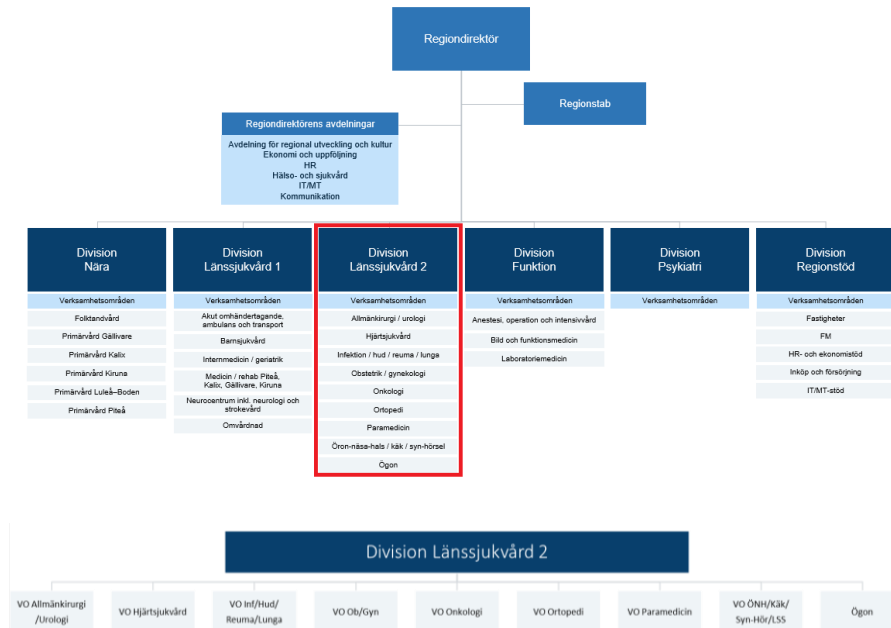 Regiondirektör
Regionstab
Regiondirektörens avdelningar
Avdelning för regional utveckling och kultur
Ekonomi och uppföljning
HR
Hälso- och sjukvård
IT/MT
Kommunikation
Division
Nära
Verksamhetsområden
Folktandvård
Primärvård Gällivare
Primärvård Kalix
Primärvård Kiruna
Primärvård Luleå–Boden
Primärvård Piteå
Division
Länssjukvård 1
Verksamhetsområden
Akut omhändertagande,
ambulans och transport
Barnsjukvård
Internmedicin / geriatrik
Medicin / rehab Piteå,
Kalix, Gällivare, Kiruna
Neurocentrum inkl. neurologi och
strokevård
Omvårdnad
Division
Länssjukvård 2
Verksamhetsområden
Allmänkirurgi / urologi
Hjärtsjukvård
Infektion / hud / reuma / lunga
Obstetrik / gynekologi
Onkologi
Ortopedi
Paramedicin
Öron-näsa-hals / käk / syn-hörsel
Ögon
Division
Funktion
Verksamhetsområden
Anestesi, operation och intensivvård
Bild och funktionsmedicin
Laboratoriemedicin
Division
Psykiatri
Verksamhetsområden
Division
Regionstöd
Verksamhetsområden
Fastigheter
FM
HR- och ekonomistöd
Inköp och försörjning
IT/MT-stöd
Division Länssjukvård 2
VO Allmänkirurgi
/Urologi
VO Hjärtsjukvård
VO Inf/Hud/
Reuma/Lunga
VO Ob/Gyn
VO Onkologi
VO Ortopedi
VO Paramedicin
VO ÖNH/Käk/
Syn-Hör/LSS
Ögon